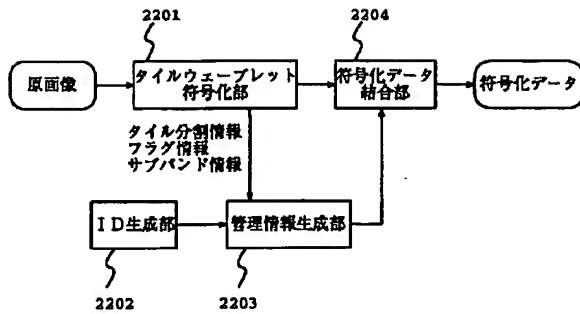 2201
2204
原画像
タイルウェーブレット
符号化部
符号化データ
結合部
符号化データ
タイル分割情報
フラグ情報
サブバンド情報
ID生成部
管理情報生成部
2202
2203